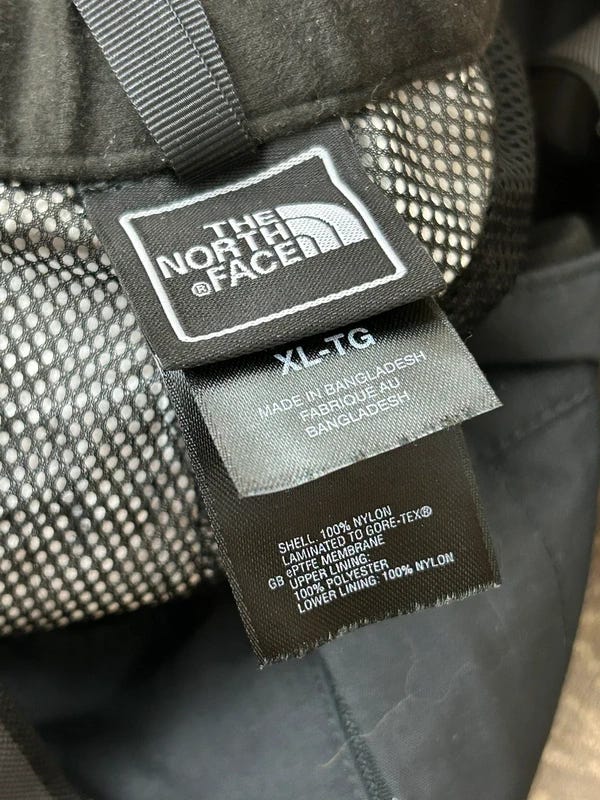 THE
NORTH
®FACE
XL-TG
MADE IN BANGLADESH
FABRIQUE AU
BANGLADESH
SHELL. 100% NYLON
LAMINATED TO GORE-TEX®
GB ePTFE MEMBRANE
UPPER LINING:
100% POLYESTER
LOWER LINING: 100% NYLON